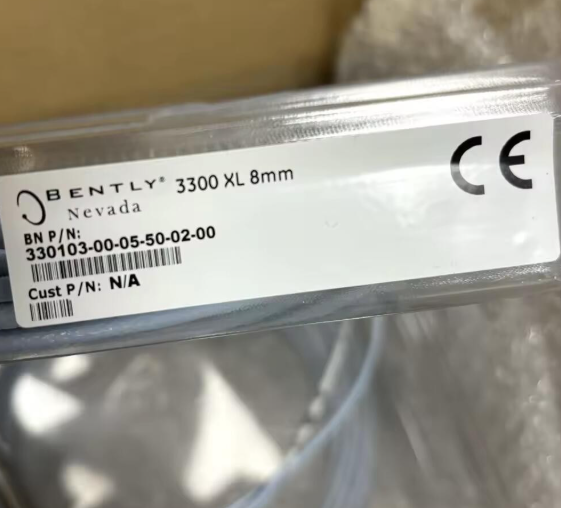 BENTLY® 3300 XL 8mm
Nevada
CE
BN P/N:
330103-00-05-50-02-00
Cust P/N: N/A